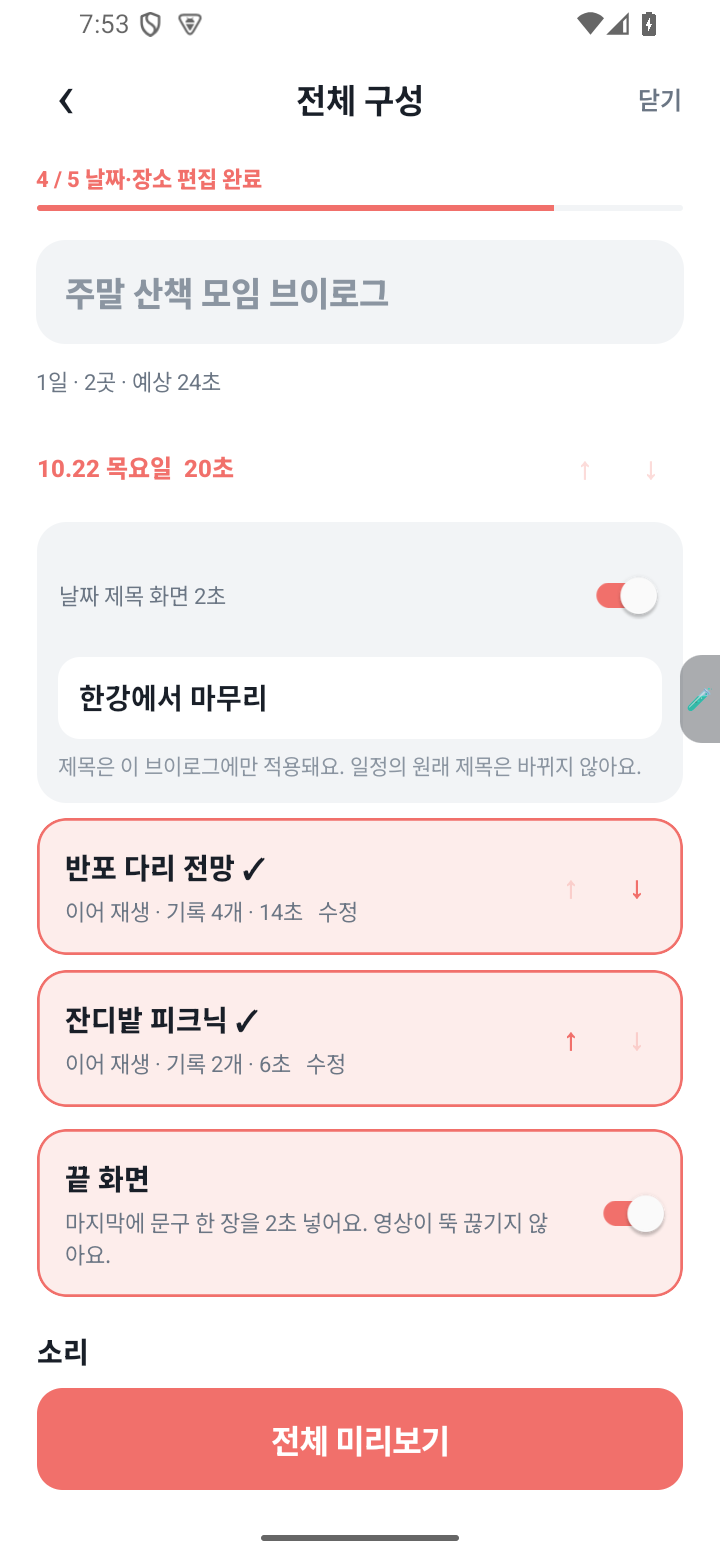 7:53
전체 구성
닫기
4 / 5 날짜·장소 편집 완료
주말 산책 모임 브이로그
1일 · 2곳 · 예상 24초
10.22 목요일 20초
↑ ↓
날짜 제목 화면 2초
한강에서 마무리
제목은 이 브이로그에만 적용돼요. 일정의 원래 제목은 바뀌지 않아요.
반포 다리 전망 ✓
이어 재생 · 기록 4개 · 14초 수정
↑ ↓
잔디밭 피크닉 ✓
이어 재생 · 기록 2개 · 6초 수정
↑ ↓
끝 화면
마지막에 문구 한 장을 2초 넣어요. 영상이 뚝 끊기지 않
아요.
소리
전체 미리보기